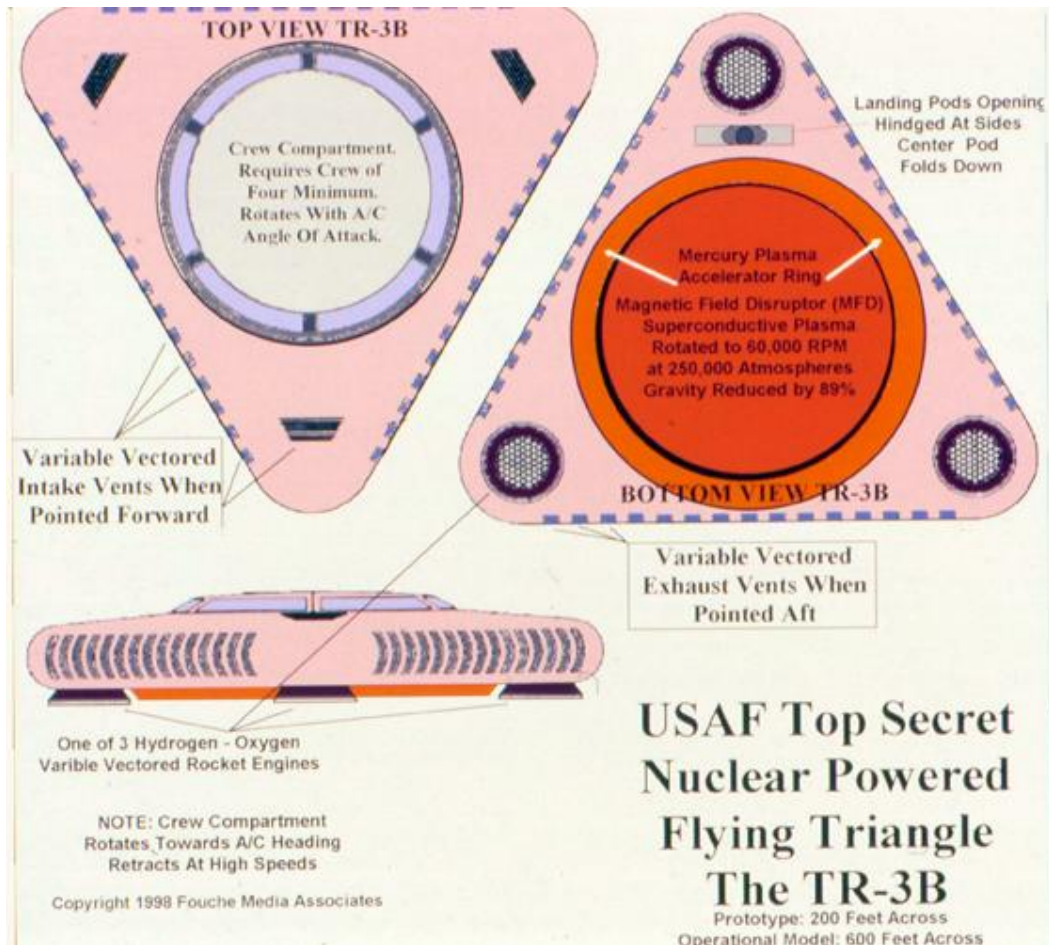 TOP VIEW TR-3B
Crew Compartment.
Requires Crew of
Four Minimum.
Rotates With A/C
Angle Of Attack.
Landing Pods Opening
Hindged At Sides
Center Pod
Folds Down
Mercury Plasma
Accelerator Ring
Magnetic Field Disruptor (MFD)
Superconductive Plasma
Rotated to 60,000 RPM
at 250,000 Atmospheres
Gravity Reduced by 89%
Variable Vectored
Intake Vents When
Pointed Forward
BOTTOM VIEW TR-3B
Variable Vectored
Exhaust Vents When
Pointed Aft
One of 3 Hydrogen - Oxygen
Varible Vectored Rocket Engines
NOTE: Crew Compartment
Rotates Towards A/C Heading
Retracts At High Speeds
Copyright 1998 Fouche Media Associates
USAF Top Secret
Nuclear Powered
Flying Triangle
The TR-3B
Prototype: 200 Feet Across
Operational Model: 600 Feet Across